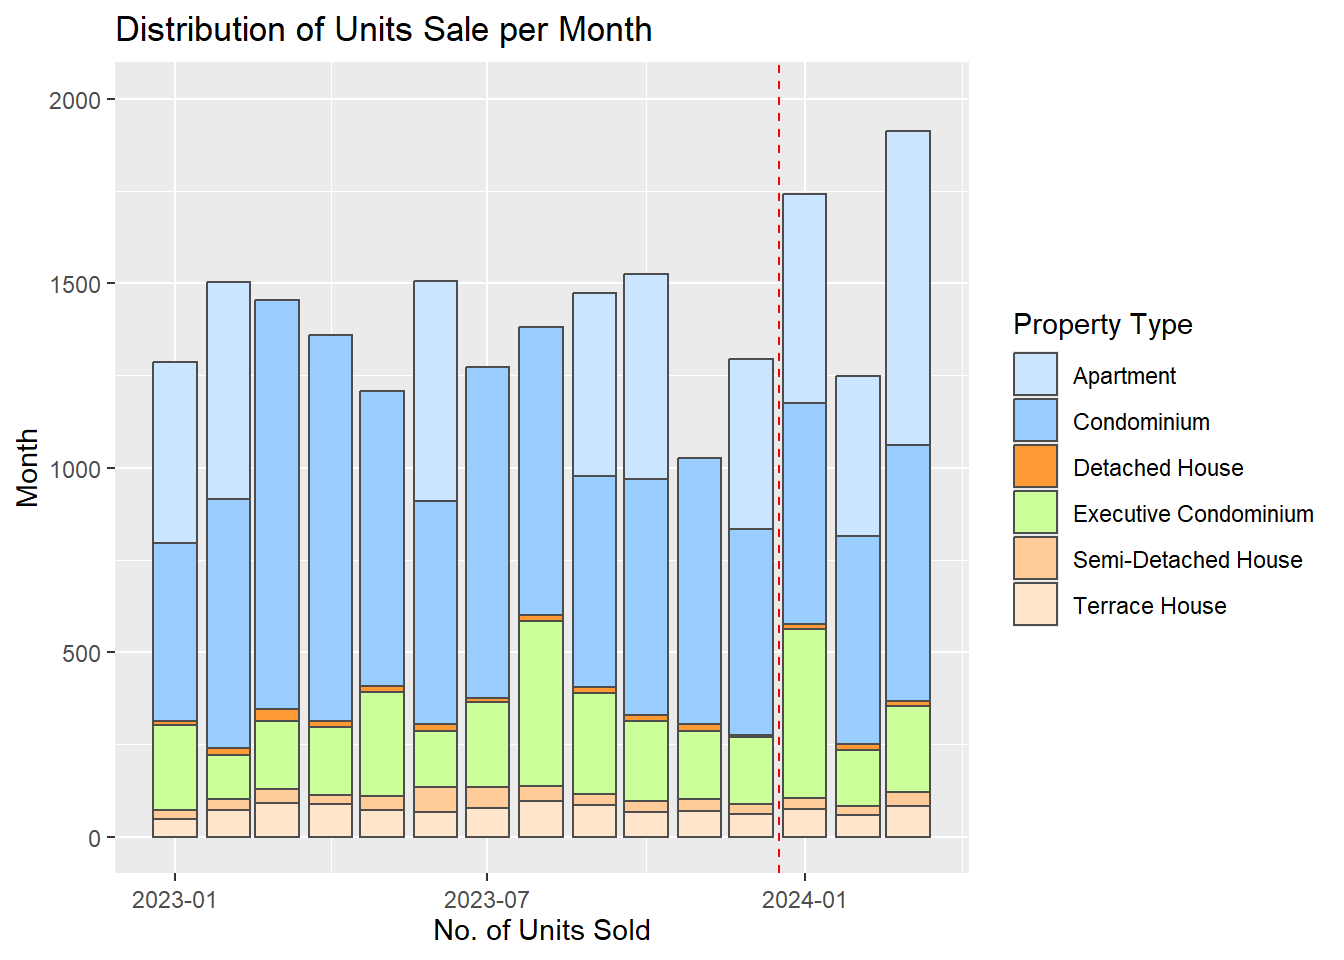 Distribution of Units Sale per Month
2000
1500
1000
500
0
Month
2023-01
2023-07
2024-01
No. of Units Sold
Property Type
Apartment
Condominium
Detached House
Executive Condominium
Semi-Detached House
Terrace House